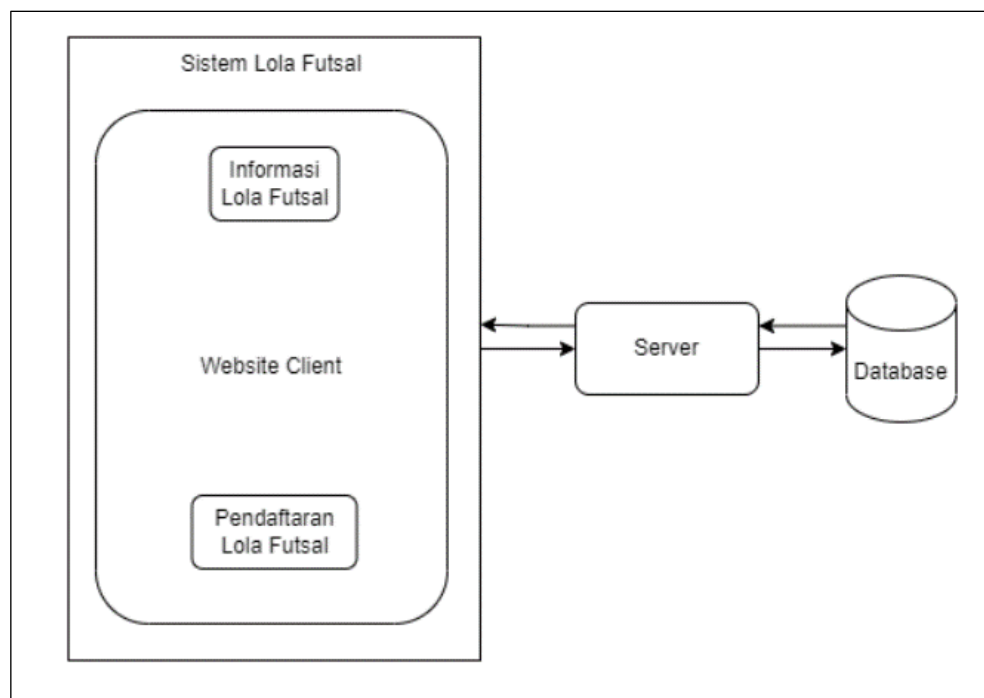 Sistem Lola Futsal
Informasi
Lola Futsal
Website Client
Server
Database
Pendaftaran
Lola Futsal